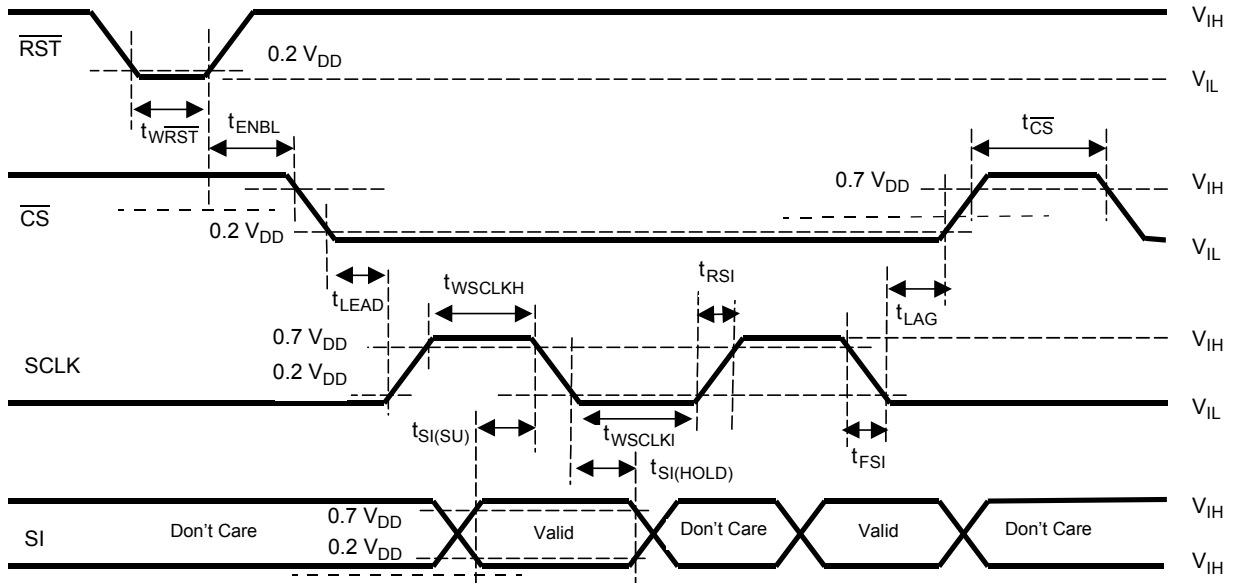 V_IH
RST
0.2 V_DD
V_IL
t_WRST
t_ENBL
t_CS
0.7 V_DD
V_IH
CS
0.2 V_DD
V_IL
t_LEAD
t_WSCLKH
t_RSI
t_LAG
0.7 V_DD
V_IH
SCLK
0.2 V_DD
V_IL
t_SI(SU)
t_WSCLKI
t_FSI
t_SI(HOLD)
V_IH
0.7 V_DD
SI
Don't Care
Valid
Don't Care
Valid
Don't Care
0.2 V_DD
V_IH